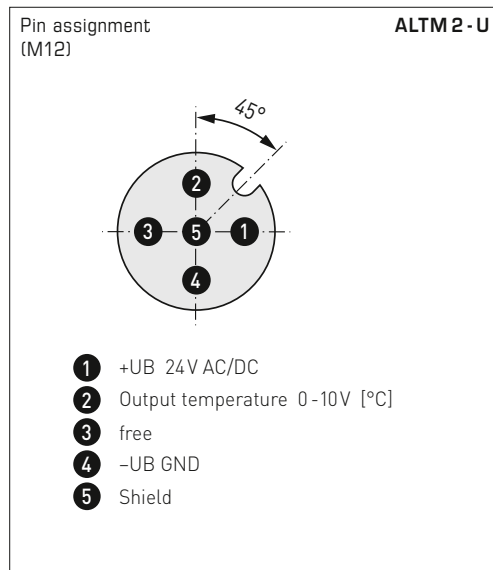 Pin assignment ALTM 2 - U
(M12)
45°
2
3 5 1
4
1 +UB 24V AC/DC
2 Output temperature 0 -10V [°C]
3 free
4 –UB GND
5 Shield